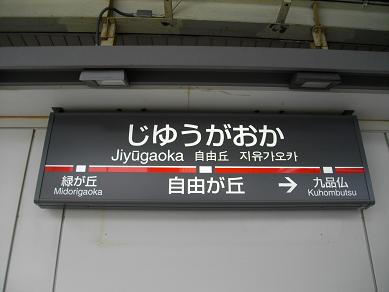 じゆうがおか
Jiyūgaoka 自由丘 지유가오카
緑が丘 自由が丘 → 九品仏
Midorigaoka Kuhombutsu